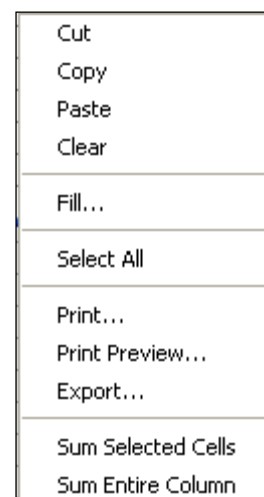 Cut
Copy
Paste
Clear
Fill...
Select All
Print...
Print Preview...
Export...
Sum Selected Cells
Sum Entire Column